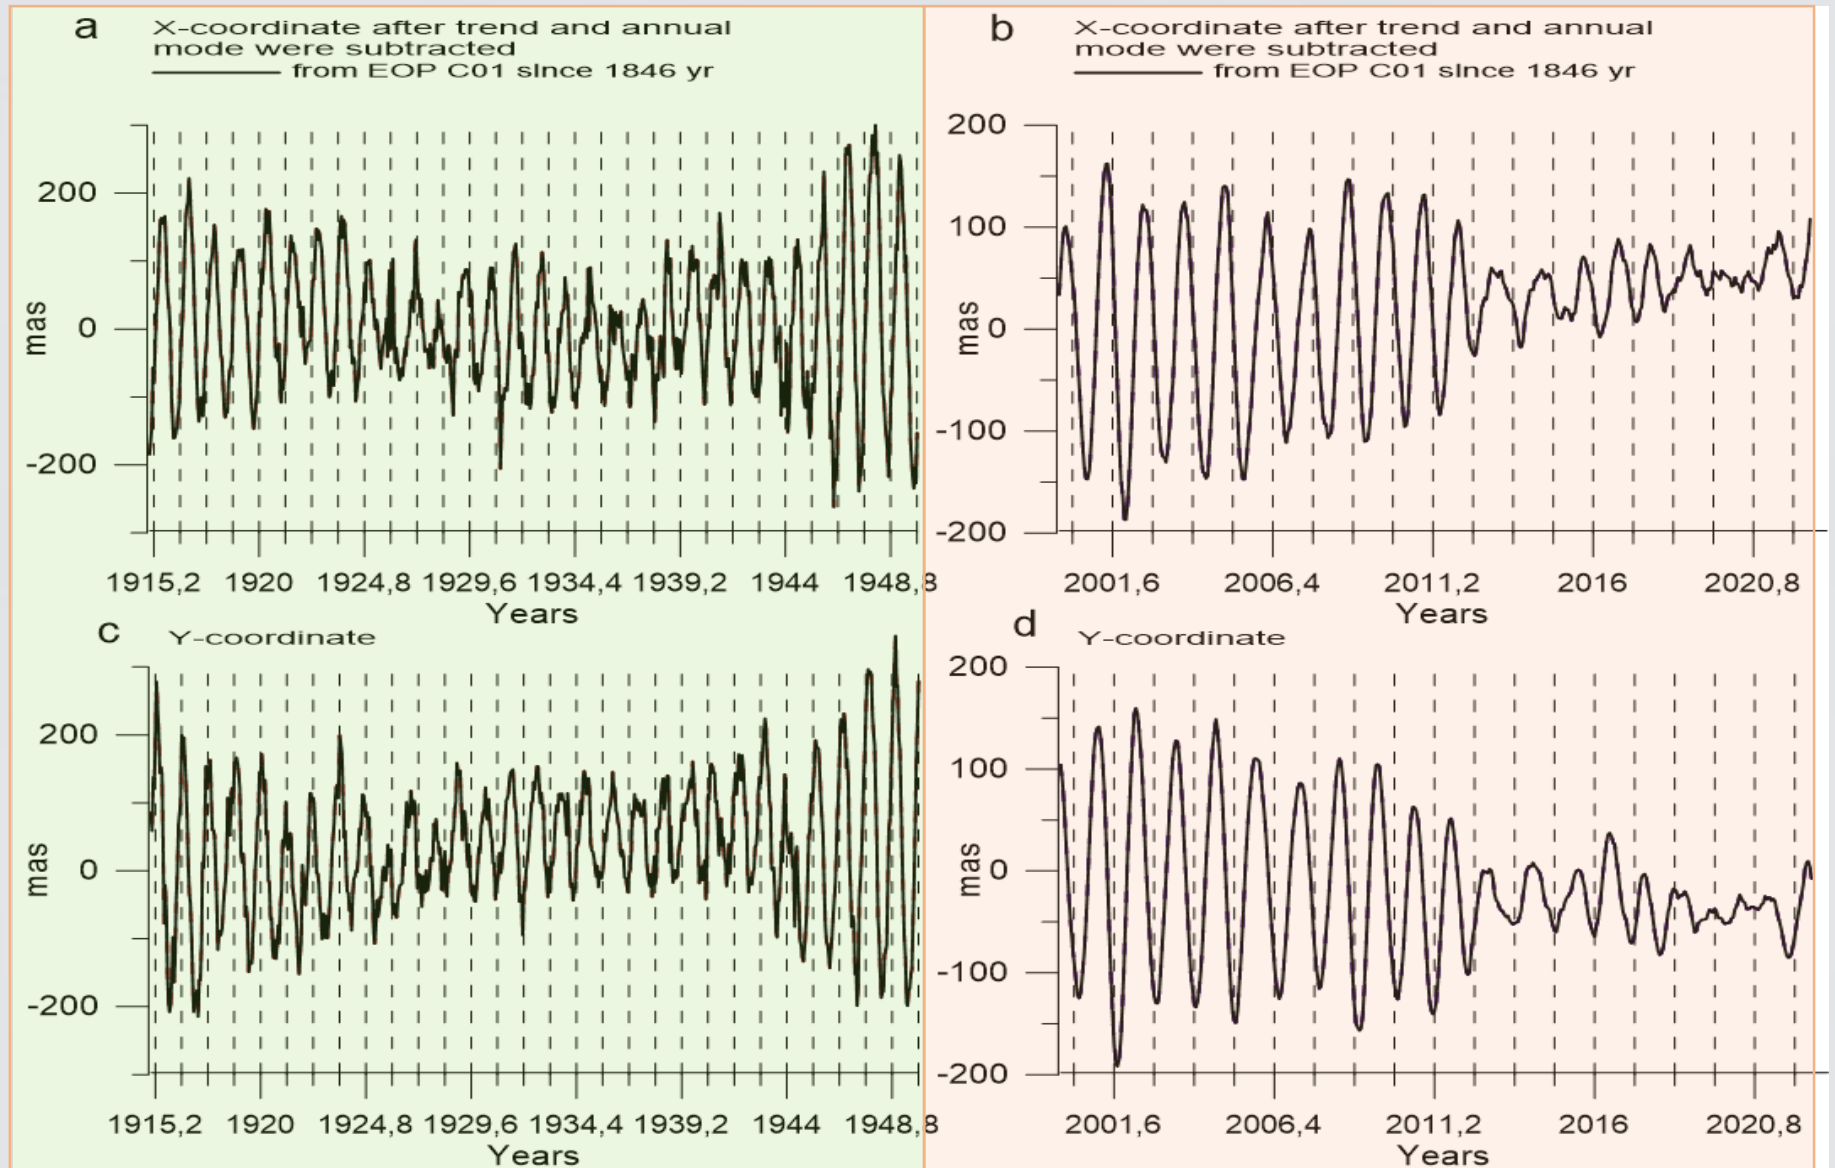 a
X-coordinate after trend and annual
mode were subtracted
from EOP C01 since 1846 yr
200
0
-200
mas
1915,2 1920 1924,8 1929,6 1934,4 1939,2 1944 1948,8
Years
b
X-coordinate after trend and annual
mode were subtracted
from EOP C01 since 1846 yr
200
100
0
-100
-200
mas
2001,6 2006,4 2011,2 2016 2020,8
Years
c
Y-coordinate
200
0
-200
mas
1915,2 1920 1924,8 1929,6 1934,4 1939,2 1944 1948,8
Years
d
Y-coordinate
200
100
0
-100
-200
mas
2001,6 2006,4 2011,2 2016 2020,8
Years